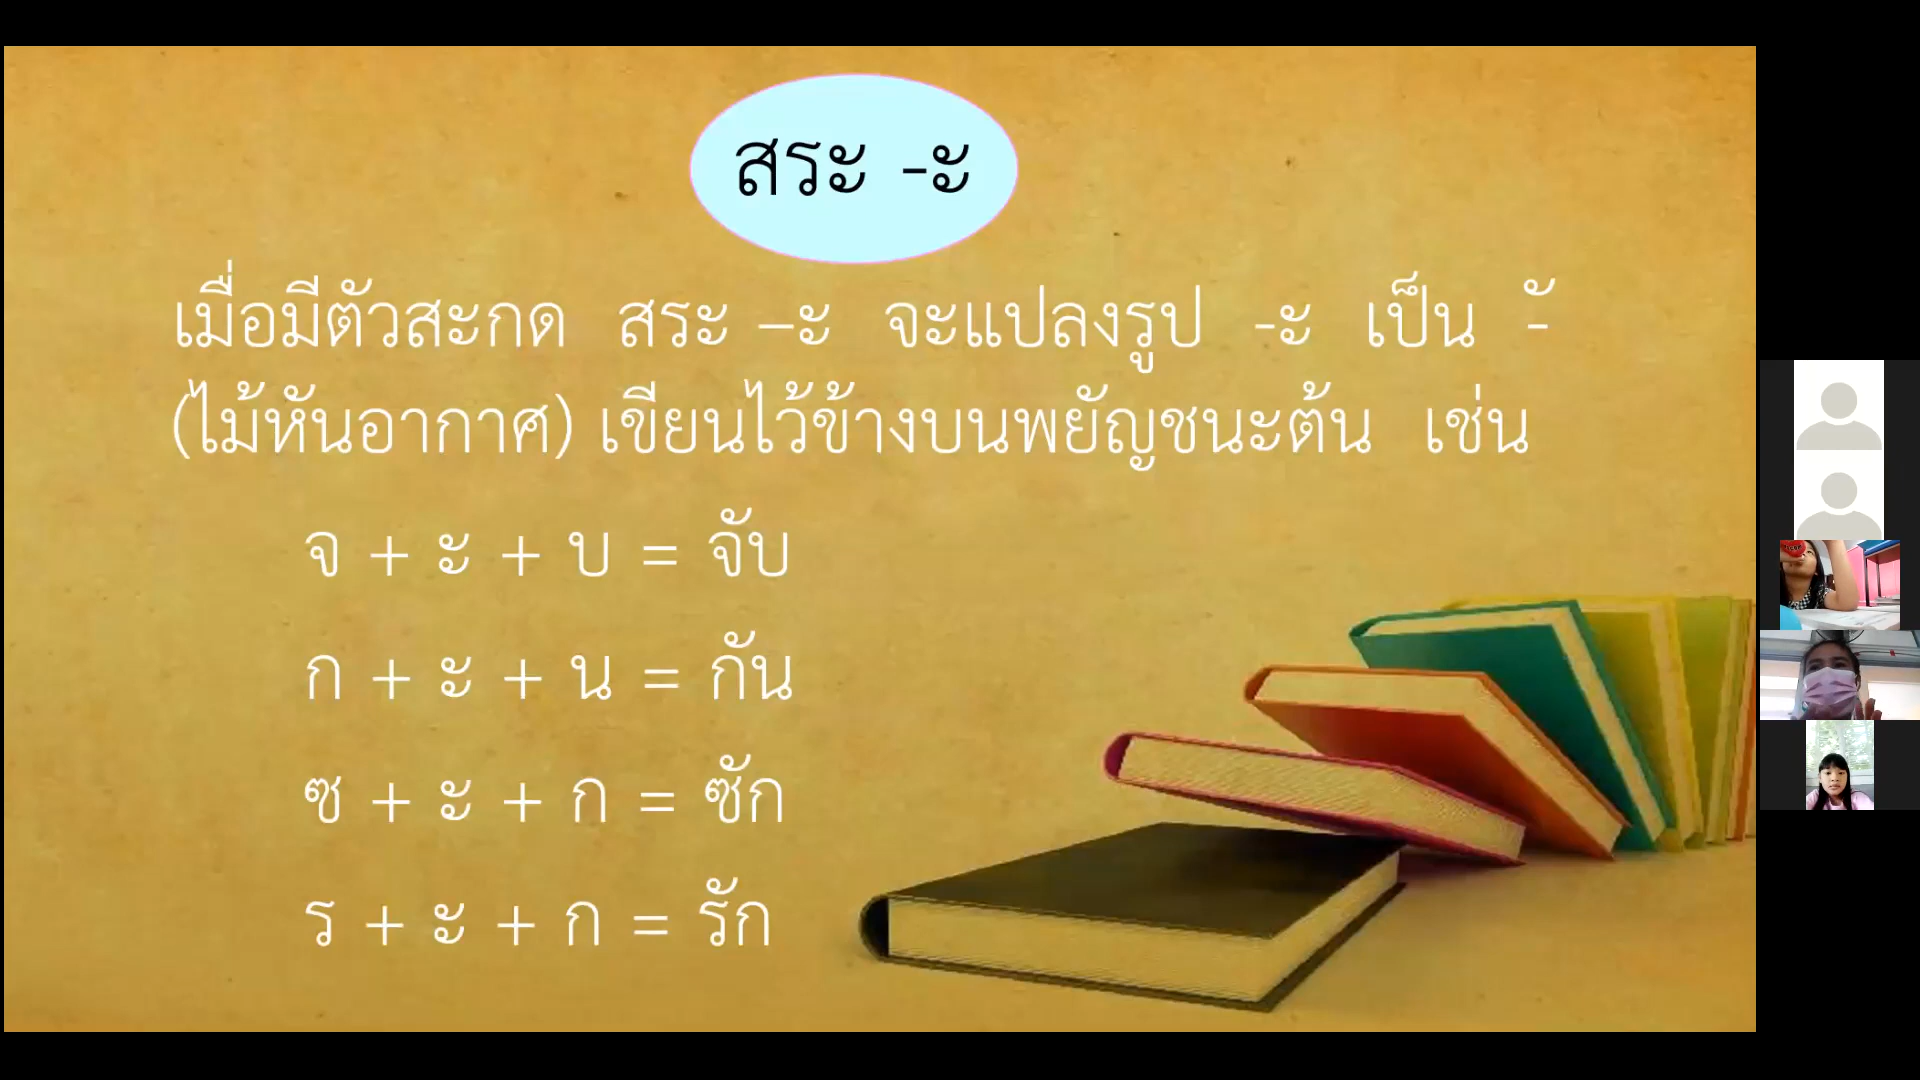 สระ -ะ
เมื่อมีตัวสะกด สระ –ะ จะแปลงรูป -ะ เป็น -ั
(ไม้หันอากาศ) เขียนไว้ข้างบนพยัญชนะต้น เช่น
จ + ะ + บ = จับ
ก + ะ + น = กัน
ซ + ะ + ก = ซัก
ร + ะ + ก = รัก